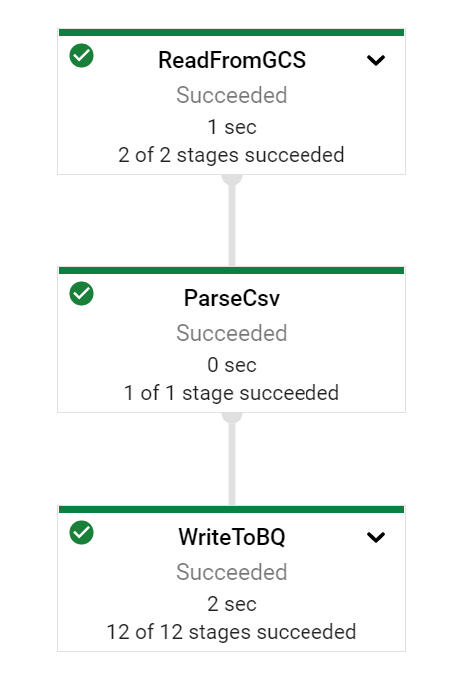 ReadFromGCS
Succeeded
1 sec
2 of 2 stages succeeded
ParseCsv
Succeeded
0 sec
1 of 1 stage succeeded
WriteToBQ
Succeeded
2 sec
12 of 12 stages succeeded